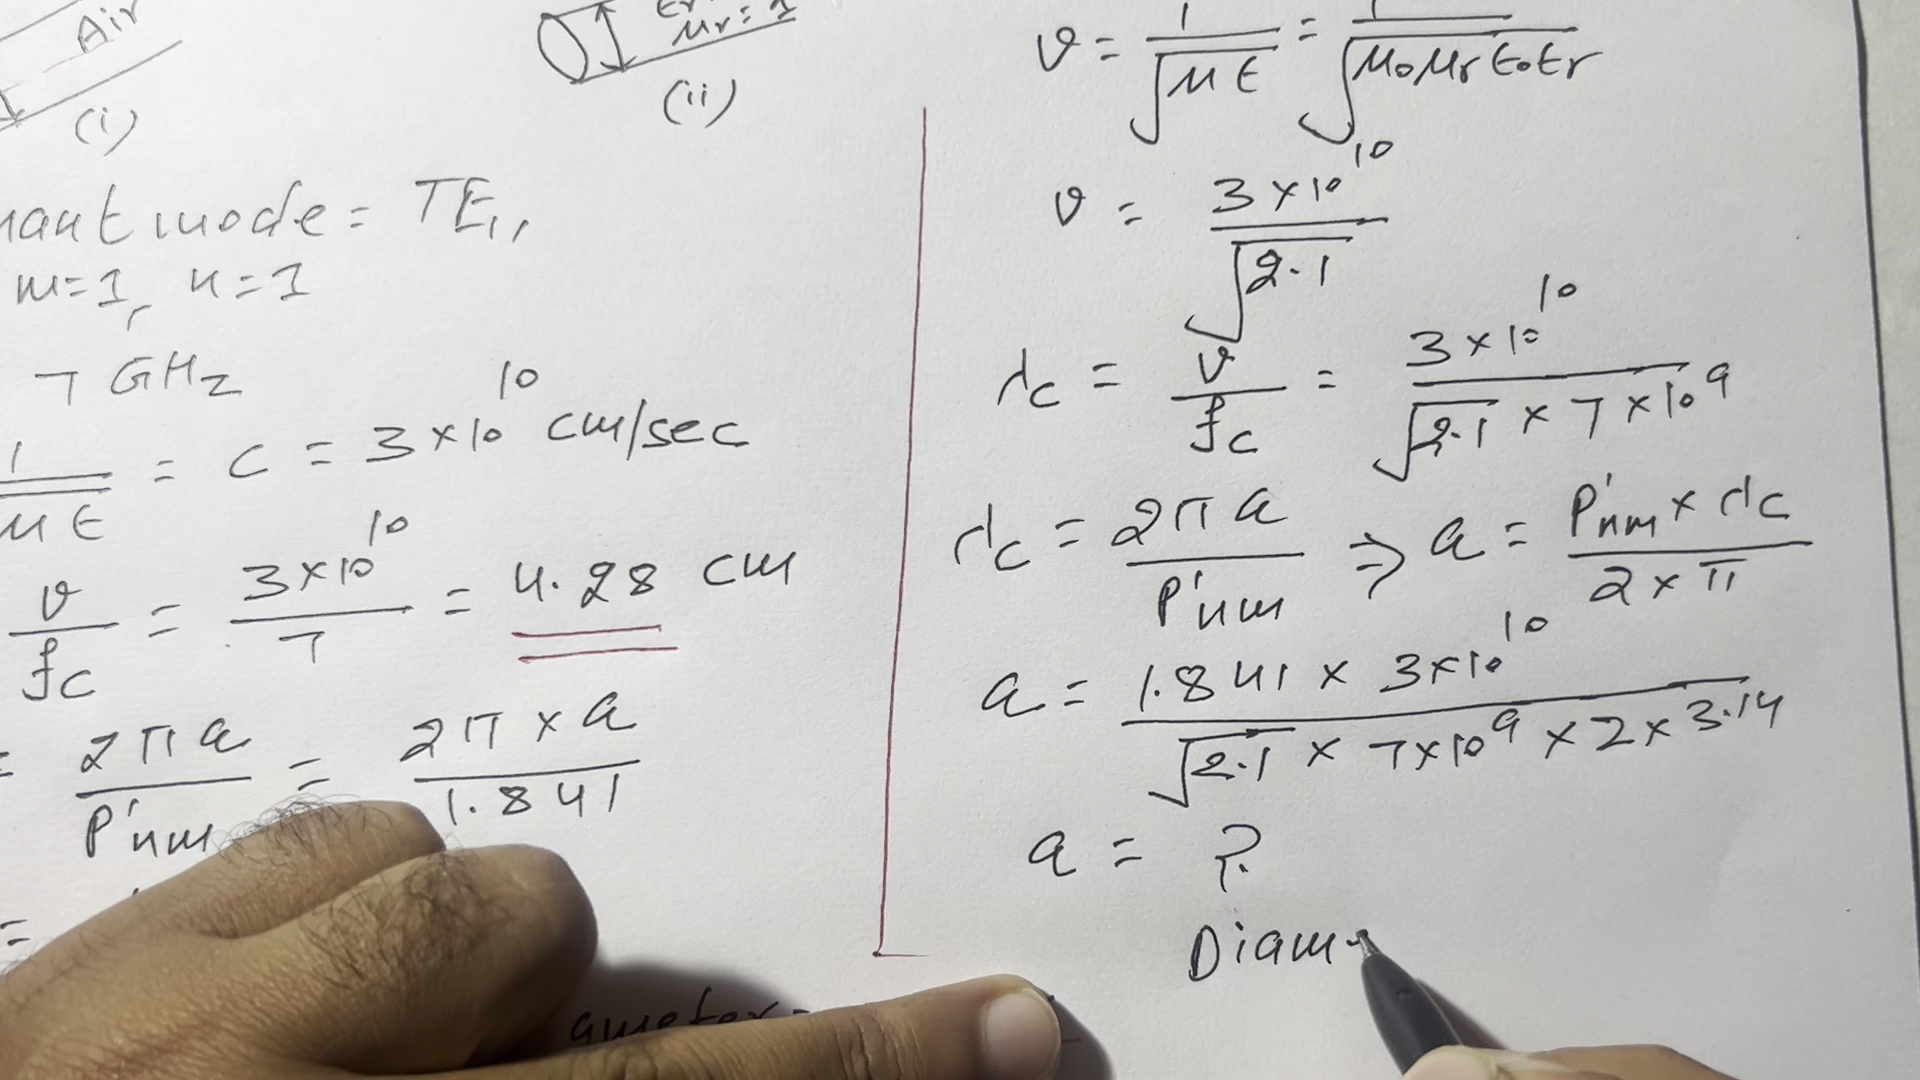 Air
μr = 1
(i)
(ii)
mode = TE11
m=1, n=1
7 GHz
1/√με = c = 3×10^10 cm/sec
v/fc = 3×10^10/7 = 4.28 cm
= 2πa/P'nm = 2π×a/1.841
=
ameter =
v = 1/√με = 1/√μ0μrε0εr
v = 3×10^10/√2.1
λc = v/fc = 3×10^10/√2.1 × 7×10^9
λc = 2πa/P'nm ⇒ a = P'nm × λc/2×π
a = 1.841 × 3×10^10/√2.1 × 7×10^9 × 2 × 3.14
a = ?
Diam